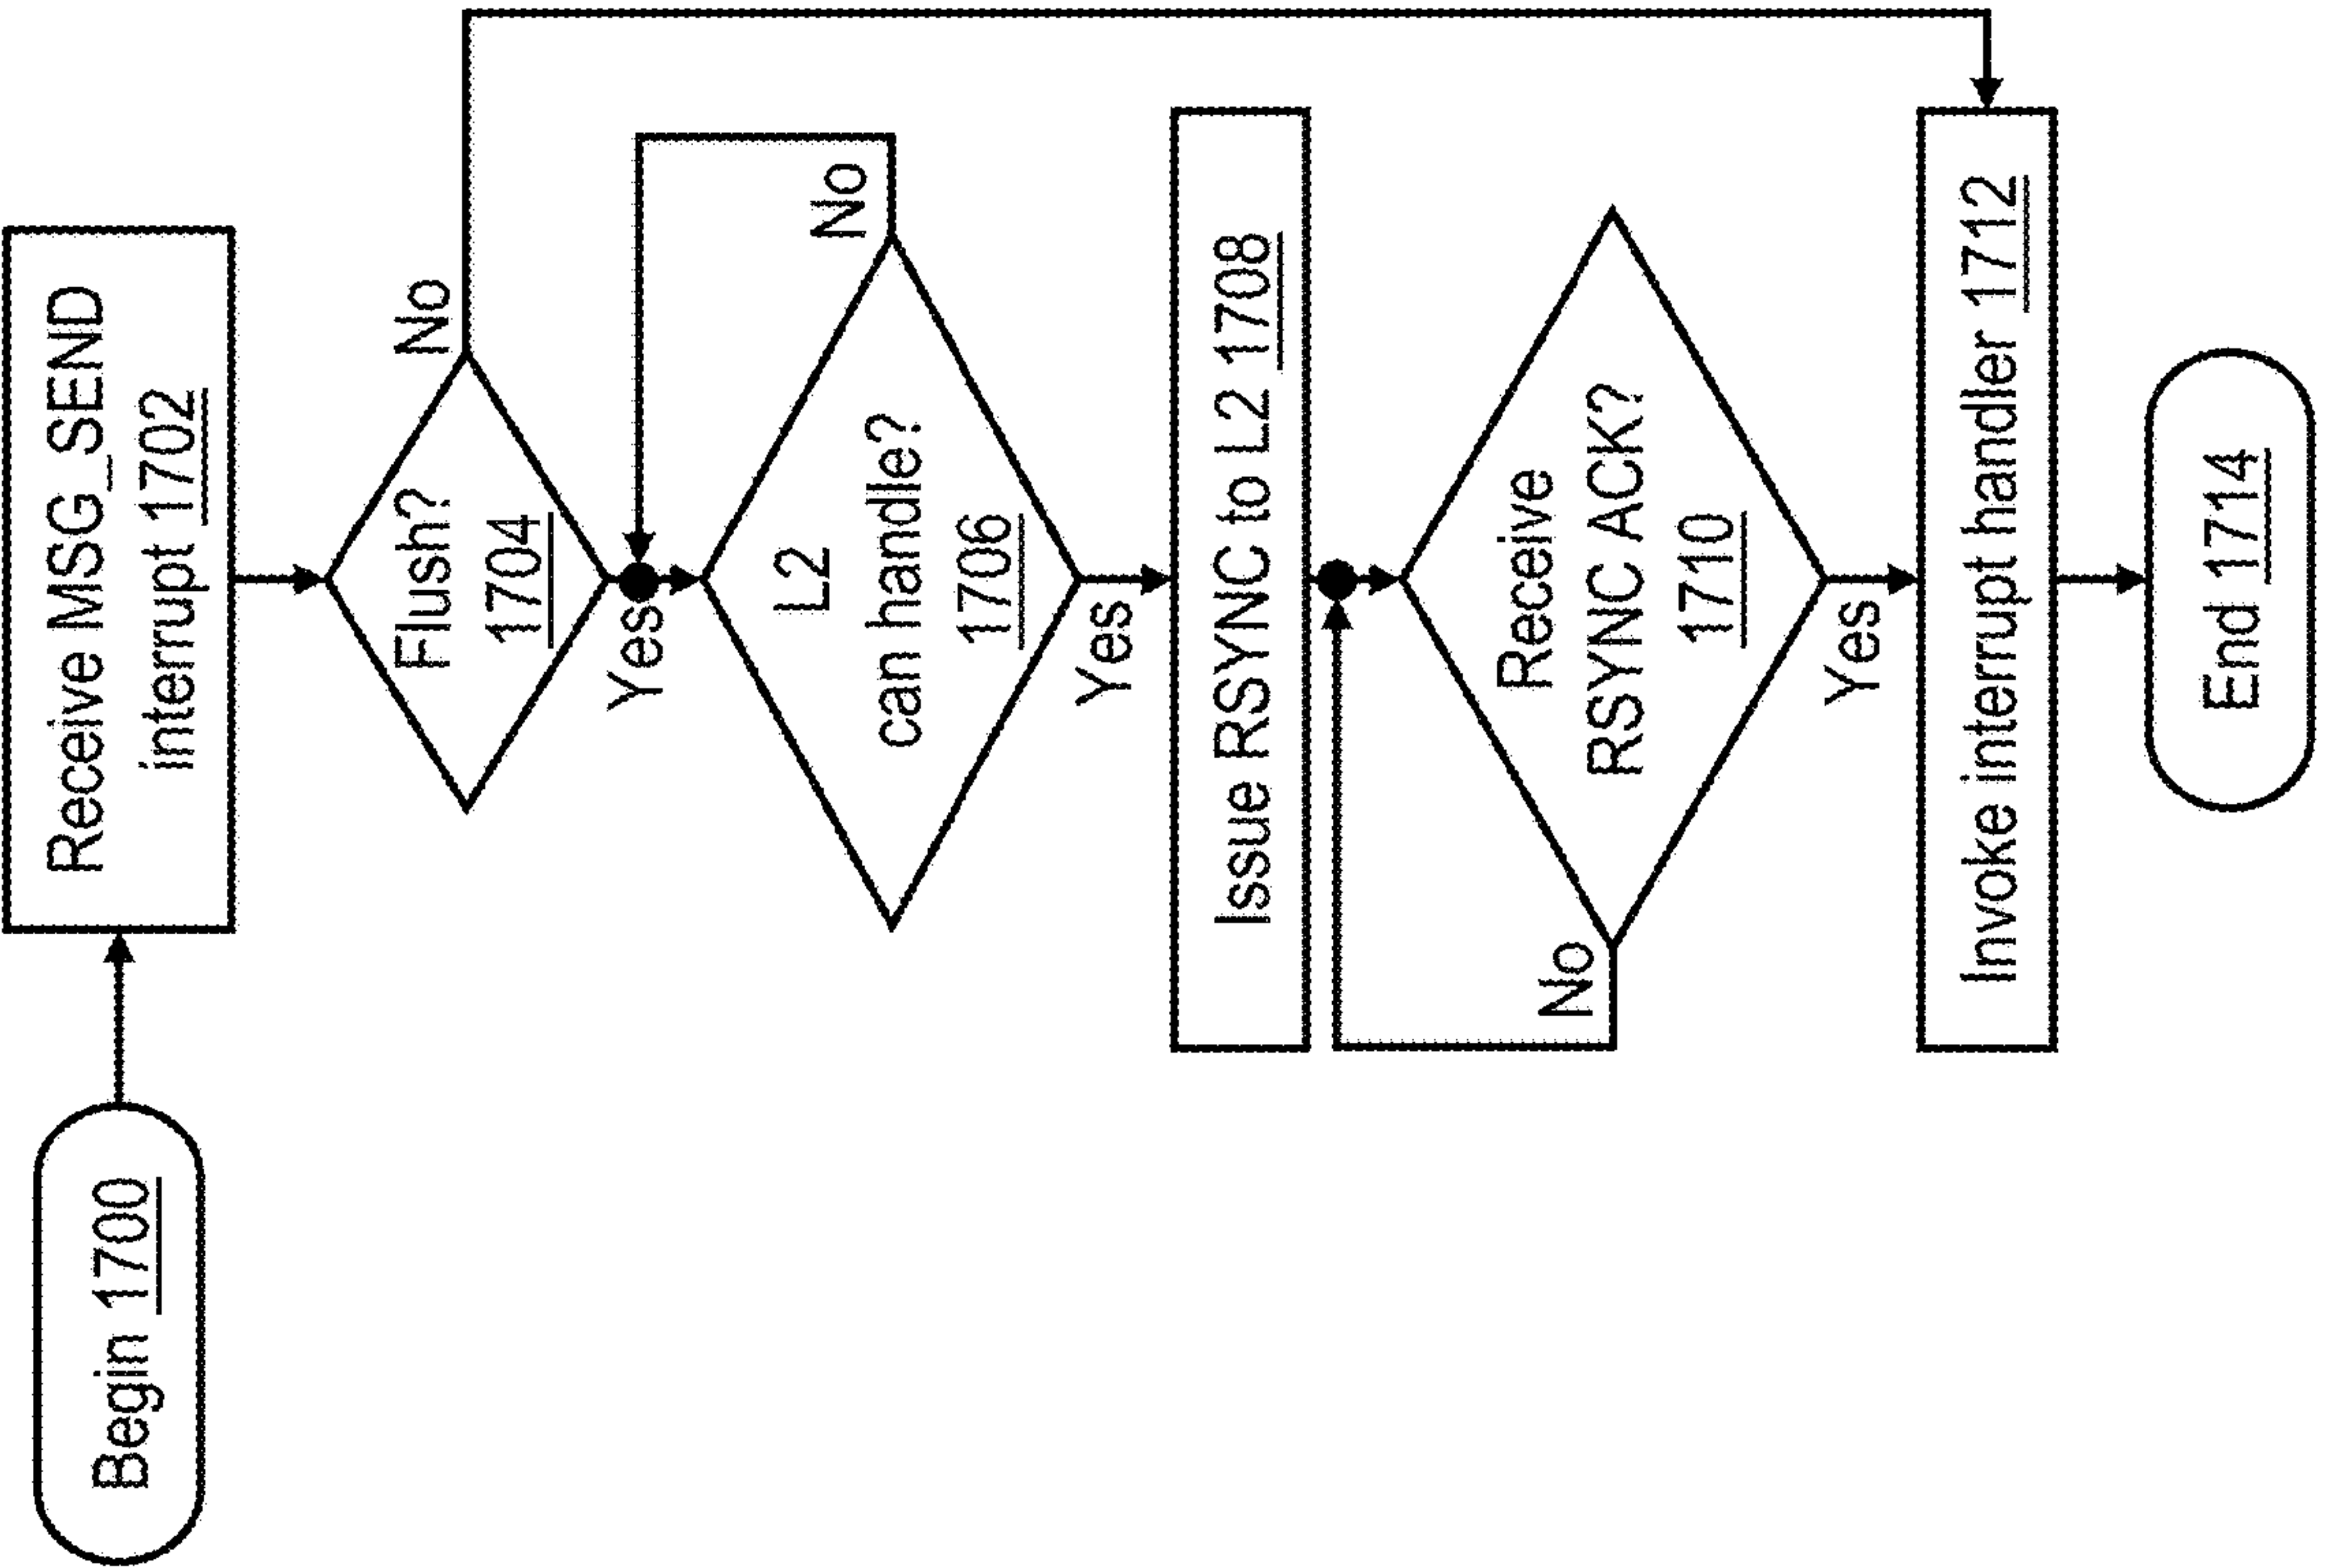 Begin 1700
Receive MSG_SEND
interrupt 1702
Flush?
1704
No
Yes
L2
can handle?
1706
No
Yes
Issue RSYNC to L2 1708
Receive
RSYNC ACK?
1710
No
Yes
Invoke interrupt handler 1712
End 1714